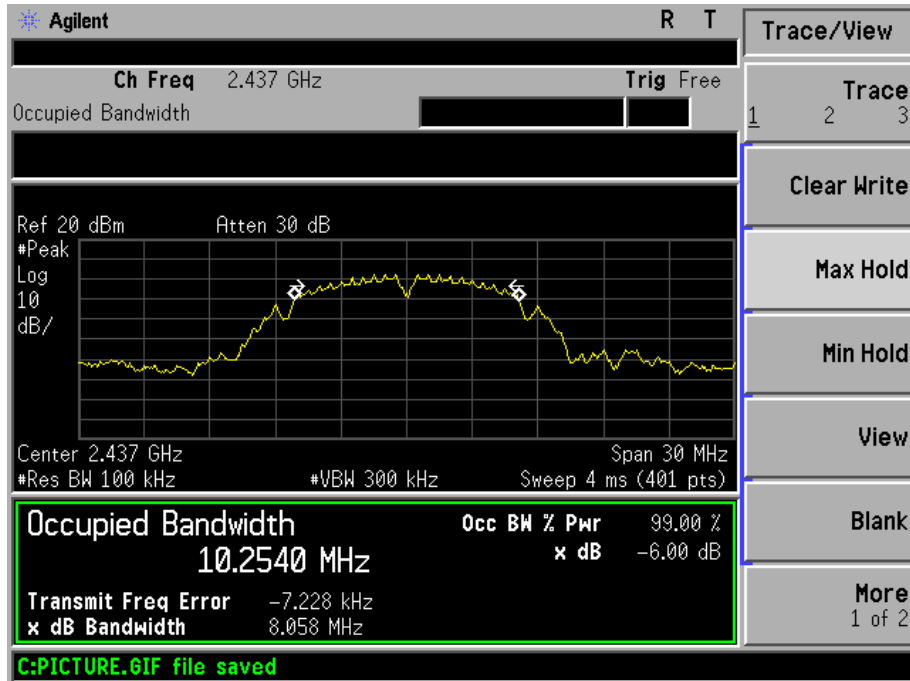 Agilent R T
Trace/View
Ch Freq 2.437 GHz Trig Free
Occupied Bandwidth
Trace
1 2 3
Clear Write
Max Hold
Min Hold
View
Blank
More
1 of 2
Ref 20 dBm Atten 30 dB
#Peak
Log
10
dB/
Center 2.437 GHz Span 30 MHz
#Res BW 100 kHz #VBW 300 kHz Sweep 4 ms (401 pts)
Occupied Bandwidth Occ BW % Pwr 99.00 %
10.2540 MHz x dB -6.00 dB
Transmit Freq Error -7.228 kHz
x dB Bandwidth 8.058 MHz
C:PICTURE.GIF file saved